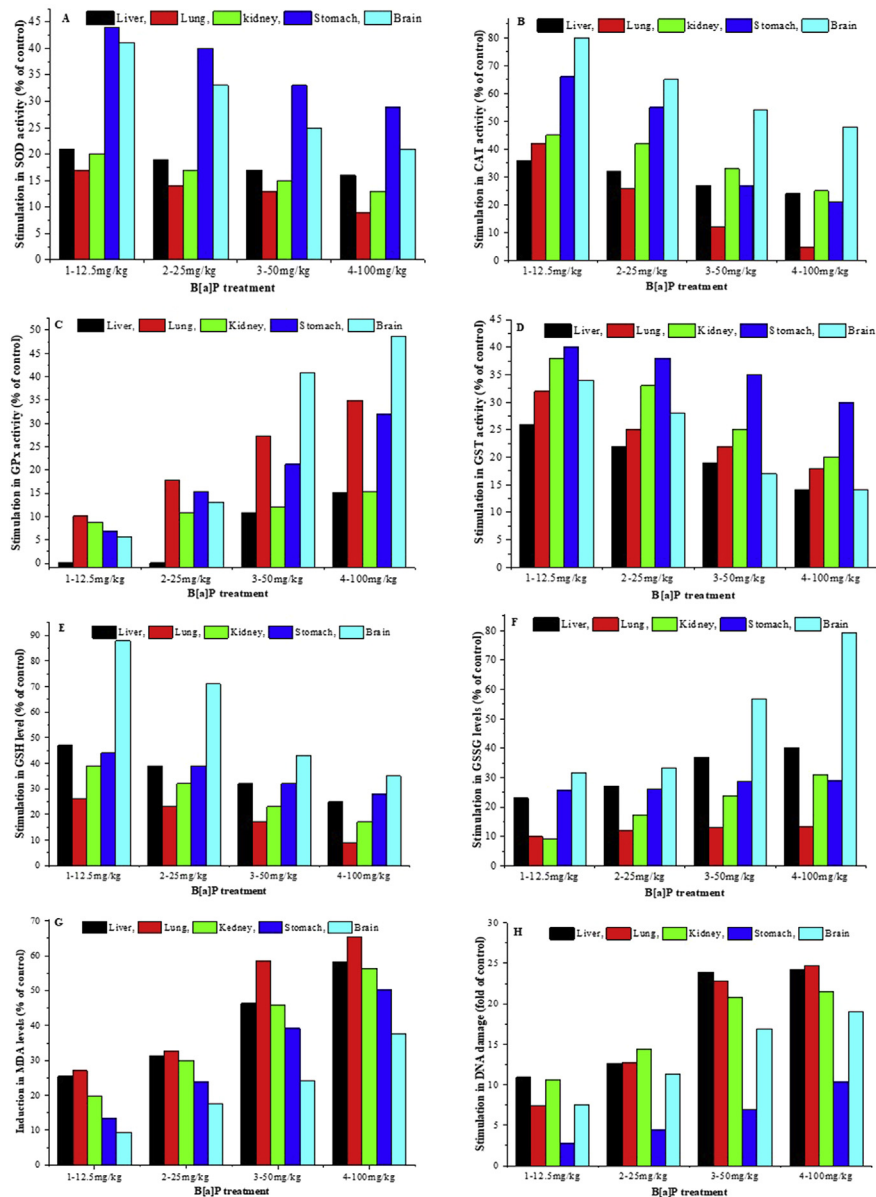 A
Liver, Lung, kidney, Stomach, Brain
Stimulation in SOD activity (% of control)
45
40
35
30
25
20
15
10
5
0
1-12.5mg/kg 2-25mg/kg 3-50mg/kg 4-100mg/kg
B[a]P treatment
B
Liver, Lung, kidney, Stomach, Brain
Stimulation in CAT activity (% of control)
80
70
60
50
40
30
20
10
0
1-12.5mg/kg 2-25mg/kg 3-50mg/kg 4-100mg/kg
B[a]P treatment
C
Liver, Lung, Kidney, Stomach, Brain
Stimulation in GPx activity (% of control)
50
45
40
35
30
25
20
15
10
5
0
1-12.5mg/kg 2-25mg/kg 3-50mg/kg 4-100mg/kg
B[a]P treatment
D
Liver, Lung, Kidney, Stomach, Brain
Stimulation in GST activity (% of control)
40
35
30
25
20
15
10
5
0
1-12.5mg/kg 2-25mg/kg 3-50mg/kg 4-100mg/kg
B[a]P treatment
E
Liver, Lung, Kidney, Stomach, Brain
Stimulation in GSH level (% of control)
90
80
70
60
50
40
30
20
10
0
1-12.5mg/kg 2-25mg/kg 3-50mg/kg 4-100mg/kg
B[a]P treatment
F
Liver, Lung, Kidney, Stomach, Brain
Stimulation in GSSG levels (% of control)
80
70
60
50
40
30
20
10
0
1-12.5mg/kg 2-25mg/kg 3-50mg/kg 4-100mg/kg
B[a]P treatment
G
Liver, Lung, Kedney, Stomach, Brain
Induction in MDA levels (% of control)
70
60
50
40
30
20
10
0
1-12.5mg/kg 2-25mg/kg 3-50mg/kg 4-100mg/kg
B[a]P treatment
H
Liver, Lung, Kidney, Stomach, Brain
Stimulation in DNA damage (fold of control)
30
25
20
15
10
5
0
1-12.5mg/kg 2-25mg/kg 3-50mg/kg 4-100mg/kg
B[a]P treatment